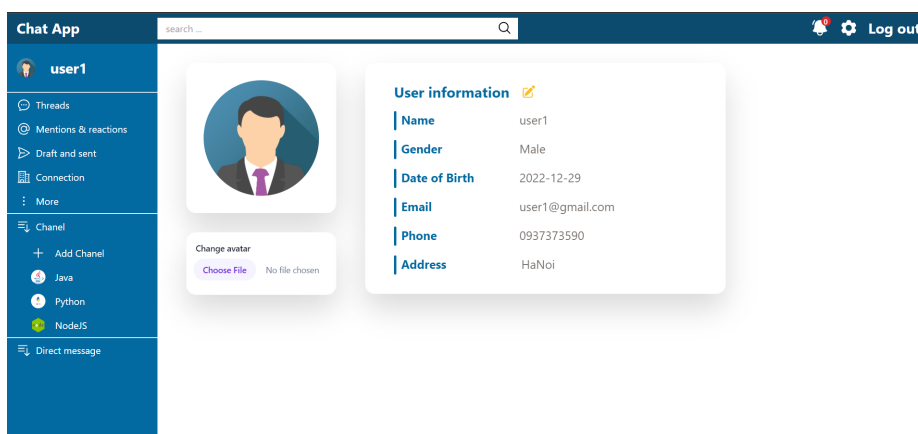 Chat App
search ...
0
Log out
user1
Threads
Mentions & reactions
Draft and sent
Connection
More
Chanel
Add Chanel
Java
Python
NodeJS
Direct message
Change avatar
Choose File No file chosen
User information
Name user1
Gender Male
Date of Birth 2022-12-29
Email user1@gmail.com
Phone 0937373590
Address HaNoi